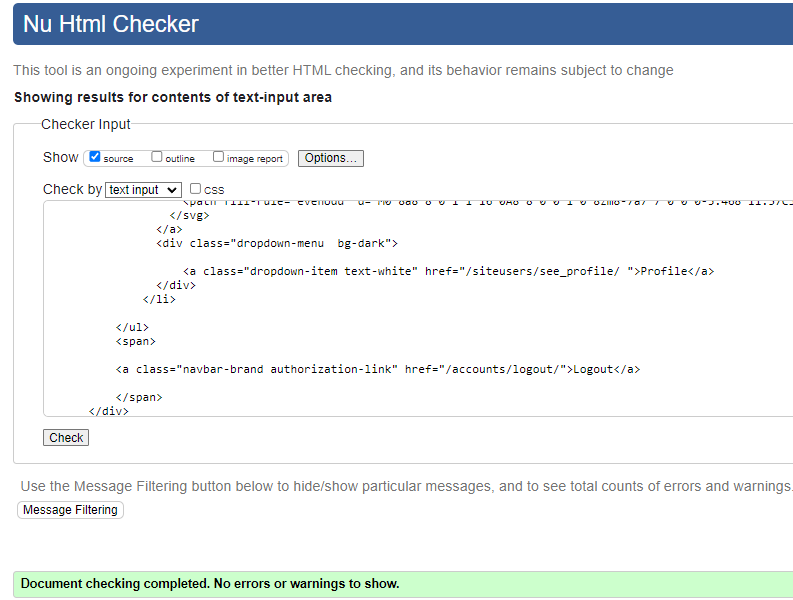 Nu Html Checker
This tool is an ongoing experiment in better HTML checking, and its behavior remains subject to change
Showing results for contents of text-input area
Checker Input
Show source outline image report Options...
Check by text input css
</svg>
</a>
<div class="dropdown-menu  bg-dark">
<a class="dropdown-item text-white" href="/siteusers/see_profile/ ">Profile</a>
</div>
</li>
</ul>
<span>
<a class="navbar-brand authorization-link" href="/accounts/logout/">Logout</a>
</span>
</div>
Check
Use the Message Filtering button below to hide/show particular messages, and to see total counts of errors and warnings.
Message Filtering
Document checking completed. No errors or warnings to show.